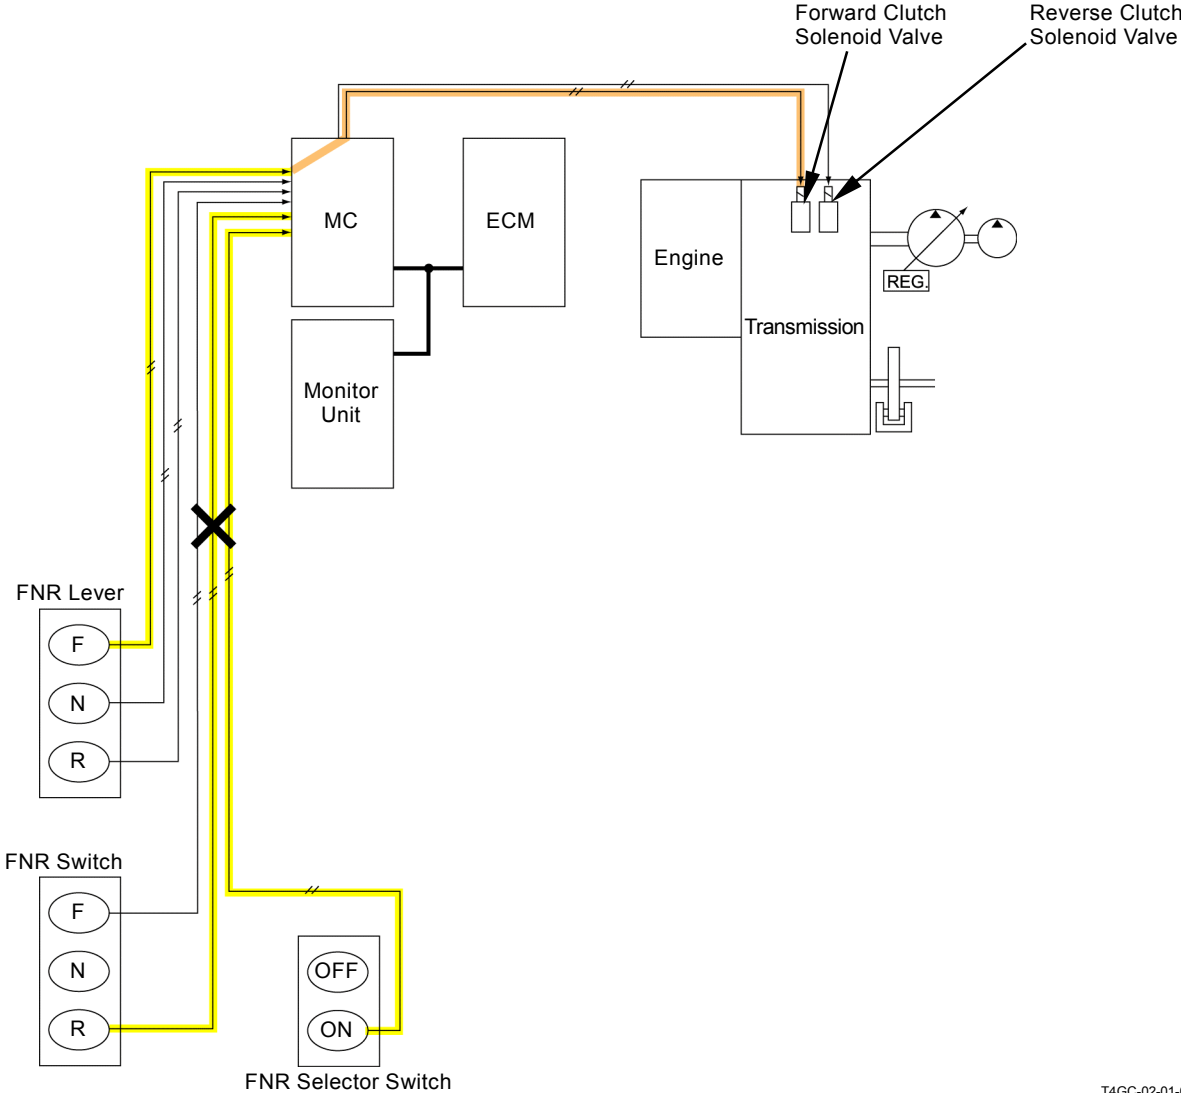 Forward Clutch
Solenoid Valve
Reverse Clutch
Solenoid Valve
MC
ECM
Engine
Transmission
REG.
Monitor
Unit
FNR Lever
F
N
R
FNR Switch
F
N
R
OFF
ON
FNR Selector Switch